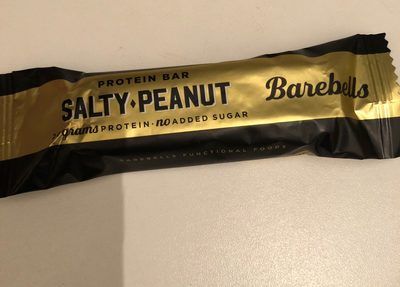 PROTEIN BAR
SALTY PEANUT
Barebells
grams PROTEIN · no ADDED SUGAR
BAREBELLS FUNCTIONAL FOODS